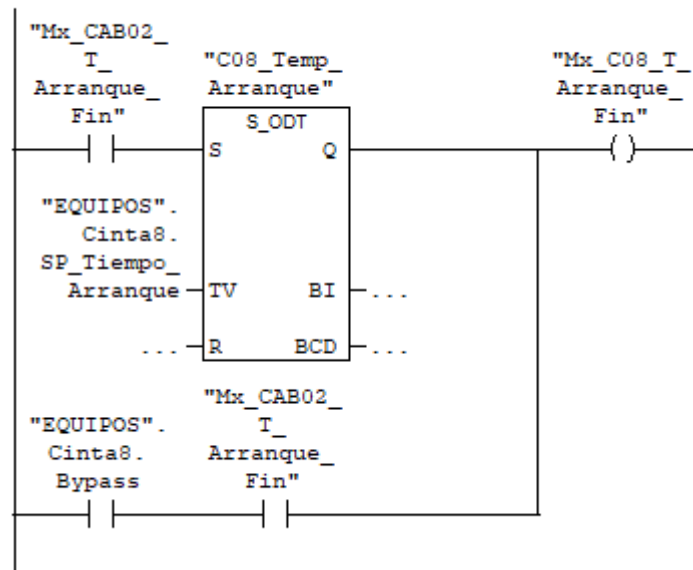 "Mx_CAB02_
T_
Arranque_
Fin"
"C08_Temp_
Arranque"
"Mx_C08_T_
Arranque_
Fin"
S_ODT
S Q
"EQUIPOS".
Cinta8.
SP_Tiempo_
Arranque
TV BI ...
... R BCD ...
"EQUIPOS".
Cinta8.
Bypass
"Mx_CAB02_
T_
Arranque_
Fin"